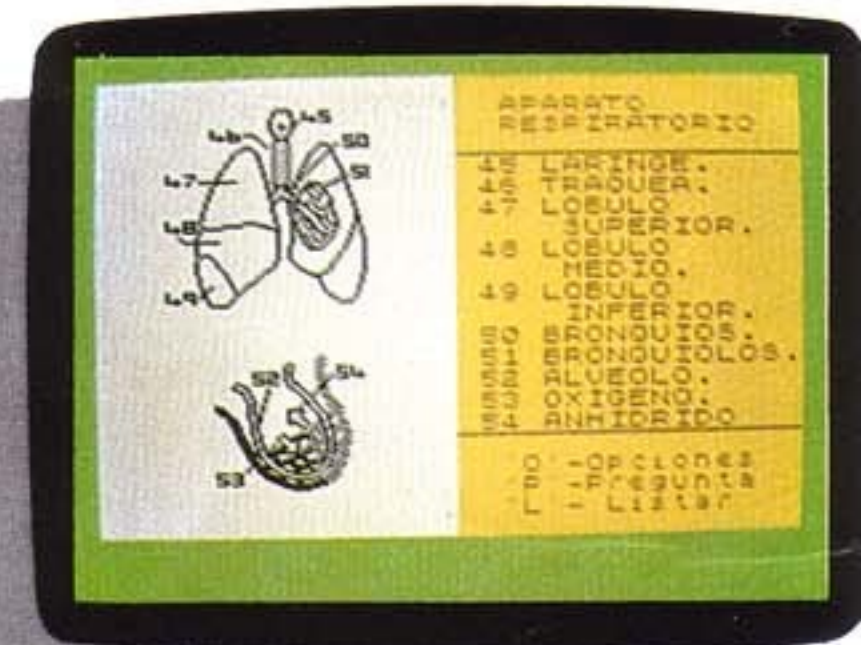 45
46
50
47
51
48
49
52
54
53
APARATO
RESPIRATORIO
45 LARINGE.
46 TRAQUEA.
47 LOBULO
SUPERIOR.
48 LOBULO
MEDIO.
49 LOBULO
INFERIOR.
50 BRONQUIOS.
51 BRONQUIOLOS.
52 ALVEOLO.
53 OXIGENO.
54 ANHIDRIDO
'O' -Opciones
'P' -Pregunta
'L' - Listar